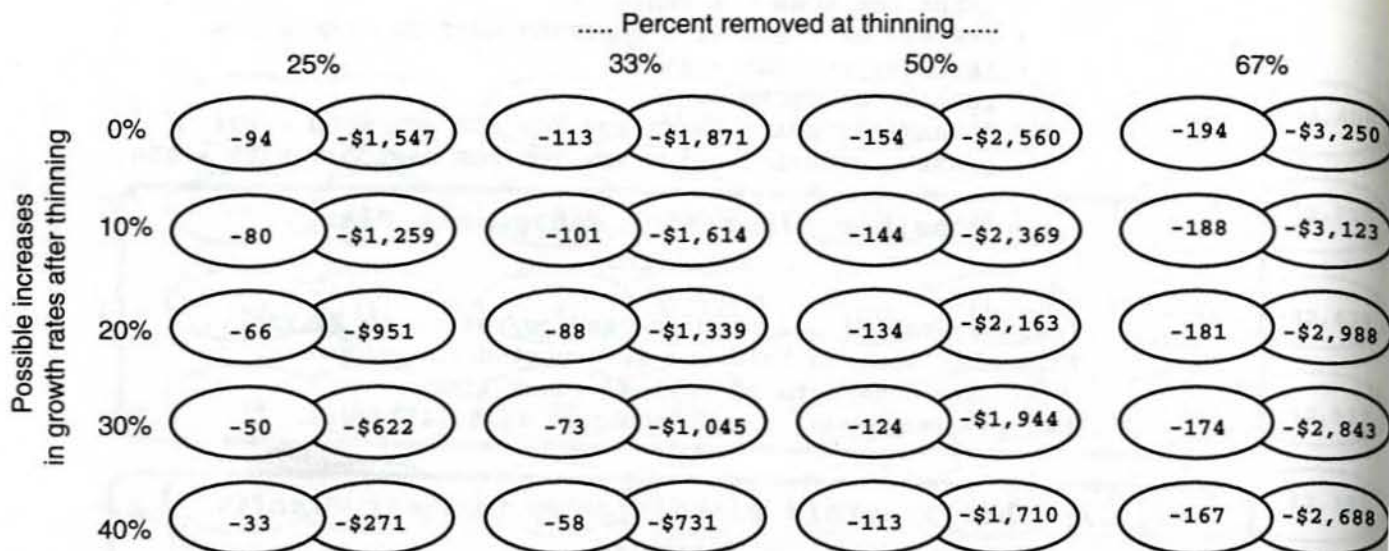 ..... Percent removed at thinning .....
25% 33% 50% 67%
Possible increases
in growth rates after thinning
0% -94 -$1,547 -113 -$1,871 -154 -$2,560 -194 -$3,250
10% -80 -$1,259 -101 -$1,614 -144 -$2,369 -188 -$3,123
20% -66 -$951 -88 -$1,339 -134 -$2,163 -181 -$2,988
30% -50 -$622 -73 -$1,045 -124 -$1,944 -174 -$2,843
40% -33 -$271 -58 -$731 -113 -$1,710 -167 -$2,688